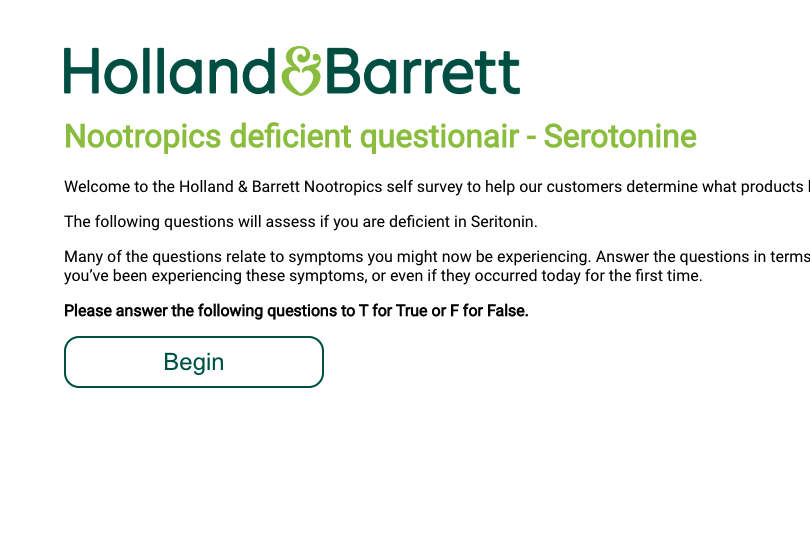 Holland&Barrett
Nootropics deficient questionair - Serotonine
Welcome to the Holland & Barrett Nootropics self survey to help our customers determine what products
The following questions will assess if you are deficient in Seritonin.
Many of the questions relate to symptoms you might now be experiencing. Answer the questions in terms
you’ve been experiencing these symptoms, or even if they occurred today for the first time.
Please answer the following questions to T for True or F for False.
Begin